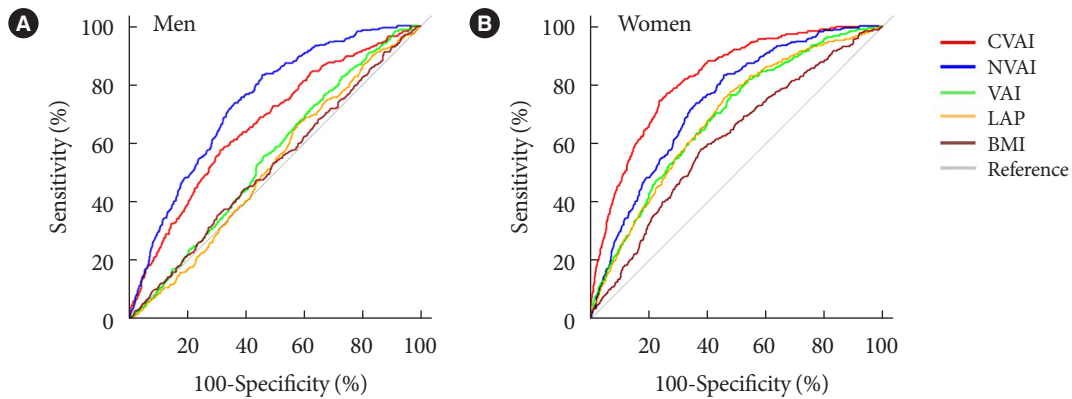 A
Men
100
80
60
40
20
0
Sensitivity (%)
20 40 60 80 100
100-Specificity (%)
B
Women
100
80
60
40
20
0
Sensitivity (%)
20 40 60 80 100
100-Specificity (%)
CVAI
NVAI
VAI
LAP
BMI
Reference